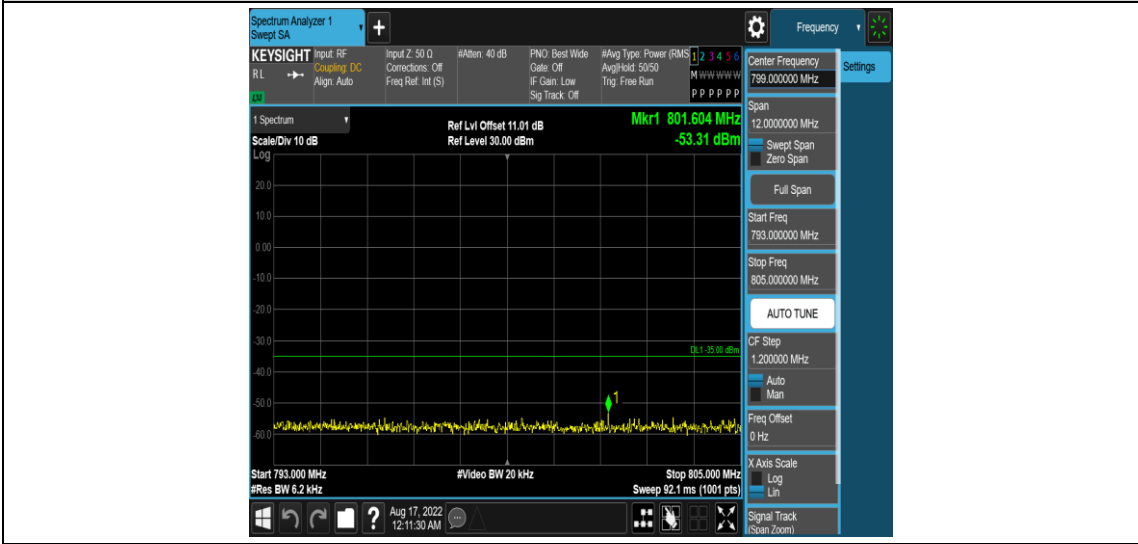 Spectrum Analyzer 1
Swept SA
+
Frequency
KEYSIGHT
RL
LXI
Input: RF
Coupling: DC
Align: Auto
Input Z: 50 Ω
Corrections: Off
Freq Ref: Int (S)
#Atten: 40 dB
PNO: Best Wide
Gate: Off
IF Gain: Low
Sig Track: Off
#Avg Type: Power (RMS
Avg|Hold: 50/50
Trig: Free Run
1 2 3 4 5 6
M W W W W W
P P P P P P
1 Spectrum
Scale/Div 10 dB
Log
Ref Lvl Offset 11.01 dB
Ref Level 30.00 dBm
Mkr1 801.604 MHz
-53.31 dBm
20.0
10.0
0.00
-10.0
-20.0
-30.0
DL1 -35.00 dBm
-40.0
1
-50.0
-60.0
Start 793.000 MHz
#Video BW 20 kHz
Stop 805.000 MHz
#Res BW 6.2 kHz
Sweep 92.1 ms (1001 pts)
?
Aug 17, 2022
12:11:30 AM
Center Frequency
799.000000 MHz
Settings
Span
12.0000000 MHz
Swept Span
Zero Span
Full Span
Start Freq
793.000000 MHz
Stop Freq
805.000000 MHz
AUTO TUNE
CF Step
1.200000 MHz
Auto
Man
Freq Offset
0 Hz
X Axis Scale
Log
Lin
Signal Track
(Span Zoom)